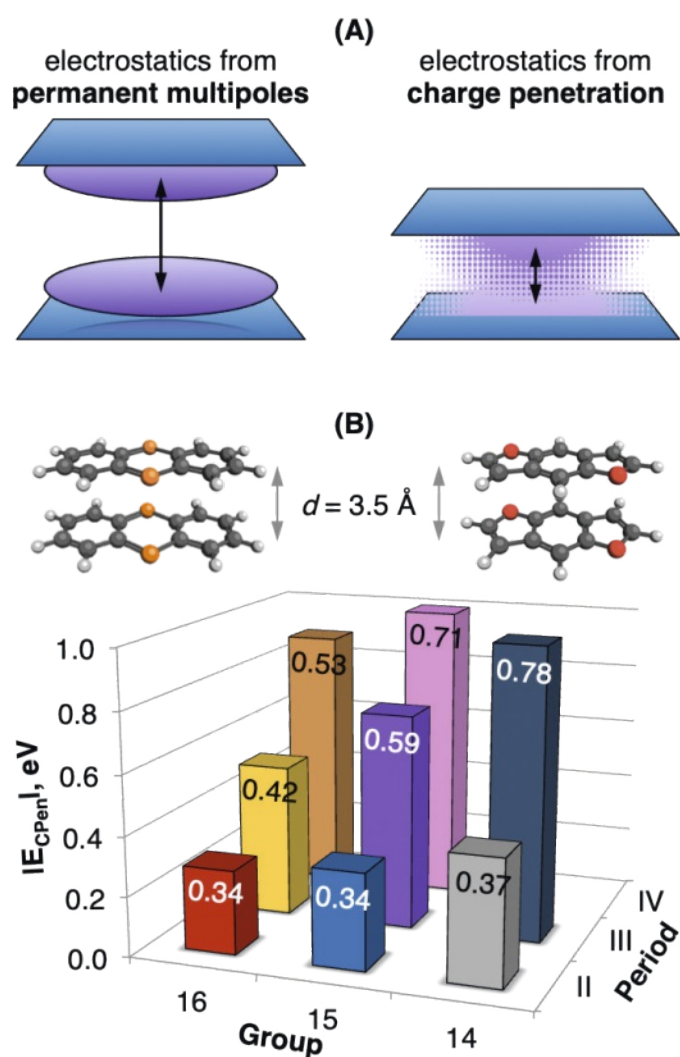 (A)
electrostatics from
permanent multipoles
electrostatics from
charge penetration
(B)
d = 3.5 Å
|E_CPen|, eV
1.0
0.8
0.6
0.4
0.2
0.0
0.53
0.71
0.78
0.42
0.59
0.34
0.34
0.37
16
15
14
Group
II
III
IV
Period